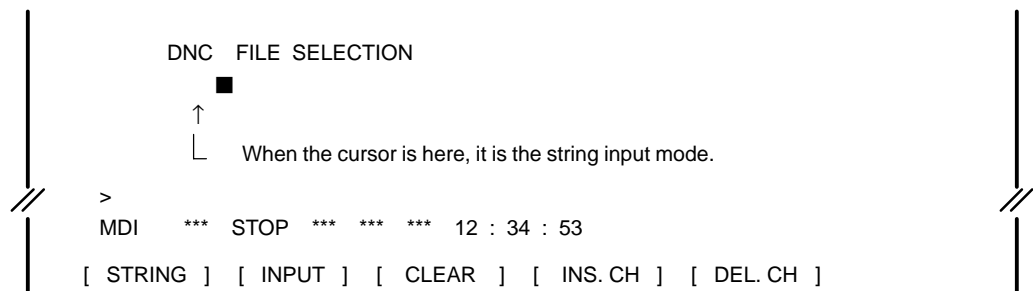 DNC FILE SELECTION
■
↑
When the cursor is here, it is the string input mode.
>
MDI *** STOP *** *** *** 12 : 34 : 53
[ STRING ] [ INPUT ] [ CLEAR ] [ INS. CH ] [ DEL. CH ]